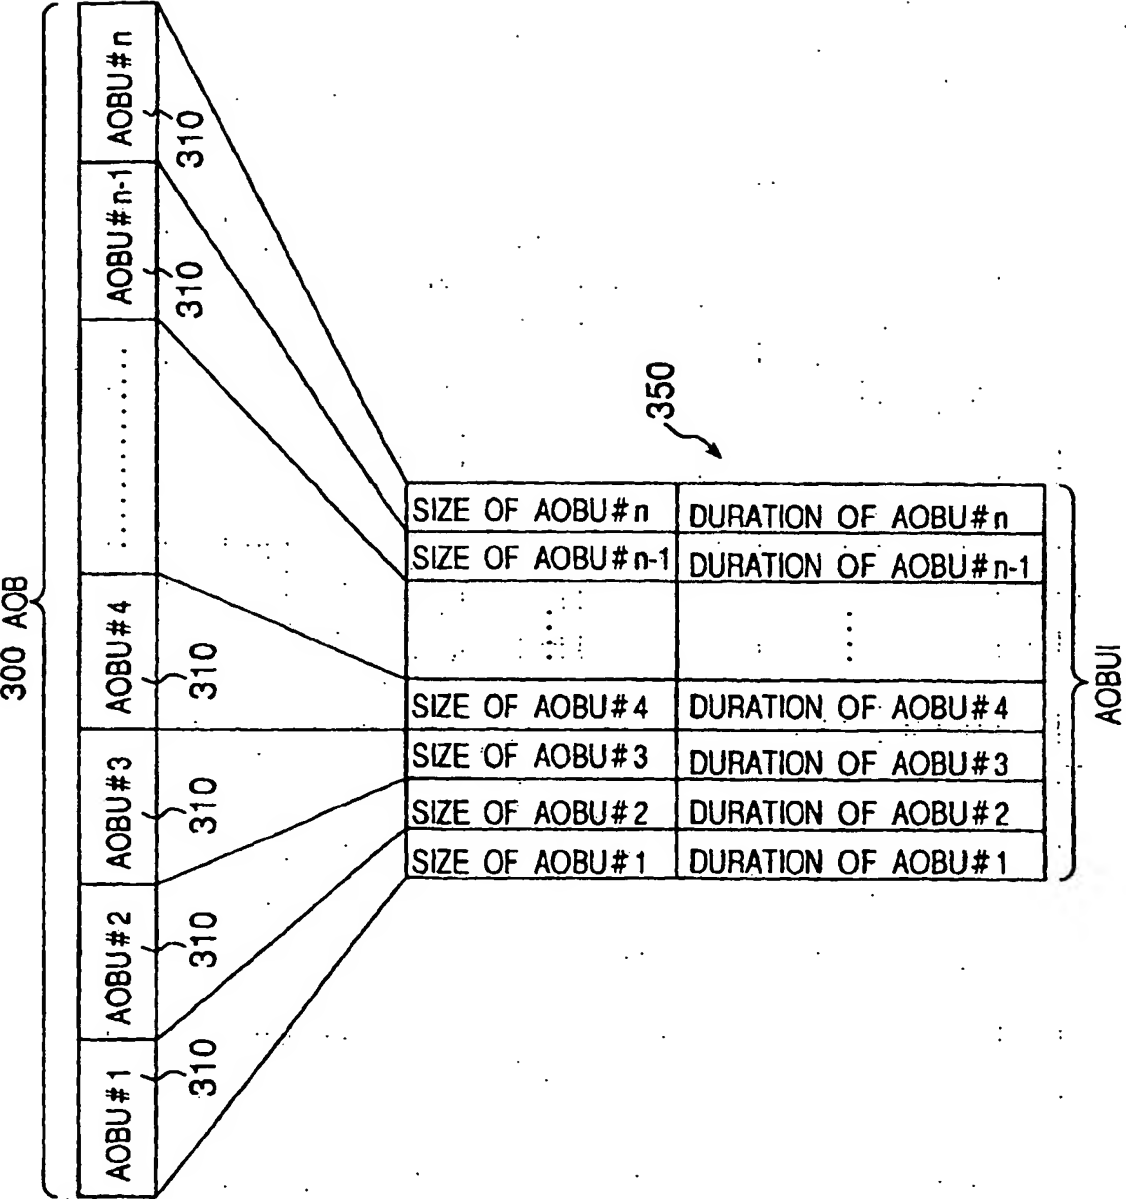 300 AOB
AOBU#1
AOBU#2
AOBU#3
AOBU#4
............
AOBU#n-1
AOBU#n
310
310
310
310
310
310
350
SIZE OF AOBU#n DURATION OF AOBU#n
SIZE OF AOBU#n-1 DURATION OF AOBU#n-1
.... ....
SIZE OF AOBU#4 DURATION OF AOBU#4
SIZE OF AOBU#3 DURATION OF AOBU#3
SIZE OF AOBU#2 DURATION OF AOBU#2
SIZE OF AOBU#1 DURATION OF AOBU#1
AOBUI